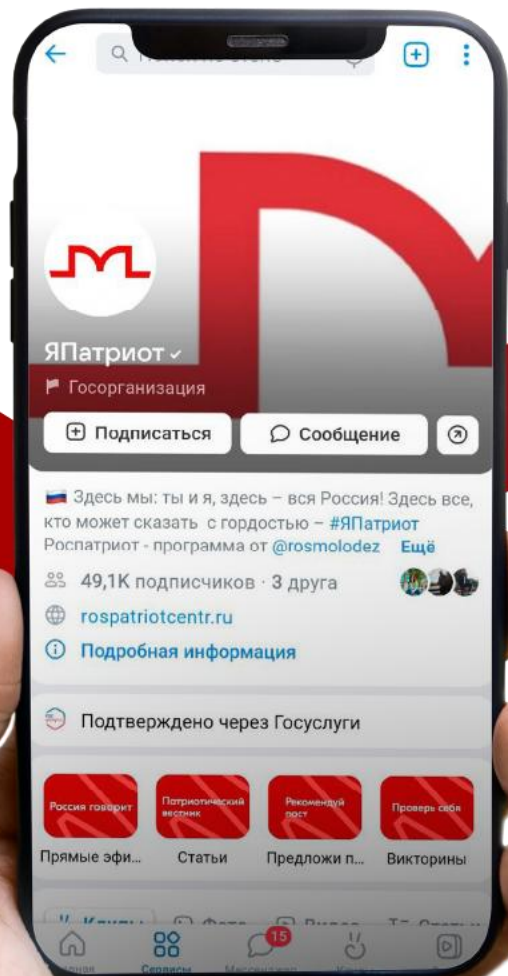 ЯПатриот
Госорганизация
Подписаться
Сообщение
Здесь мы: ты и я, здесь – вся Россия! Здесь все,
кто может сказать с гордостью – #ЯПатриот
Роспатриот - программа от @rosmolodez Ещё
49,1K подписчиков · 3 друга
rospatriotcentr.ru
Подробная информация
Подтверждено через Госуслуги
Россия говорит
Патриотический
вестник
Рекомендуй
пост
Проверь себя
Прямые эфи...
Статьи
Предложи п...
Викторины
15
Сервисы